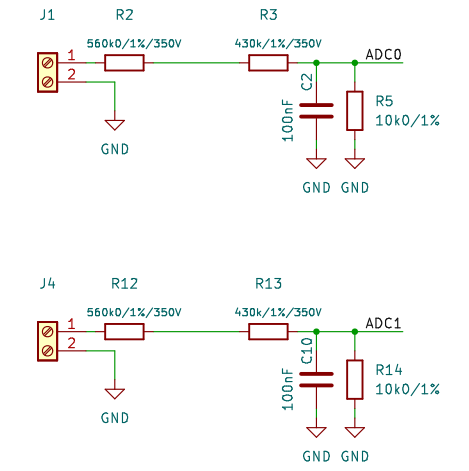 J1 R2 R3
560k0/1%/350V 430k/1%/350V
1 ADC0
2
C2
100nF
R5
10k0/1%
GND
GND GND
J4 R12 R13
560k0/1%/350V 430k/1%/350V
1 ADC1
2
C10
100nF
R14
10k0/1%
GND
GND GND